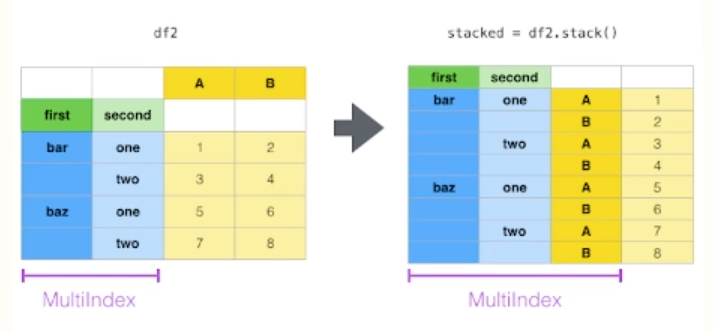 df2
A B
first second
bar one 1 2
two 3 4
baz one 5 6
two 7 8
MultiIndex
stacked = df2.stack()
first second
bar one A 1
B 2
two A 3
B 4
baz one A 5
B 6
two A 7
B 8
MultiIndex